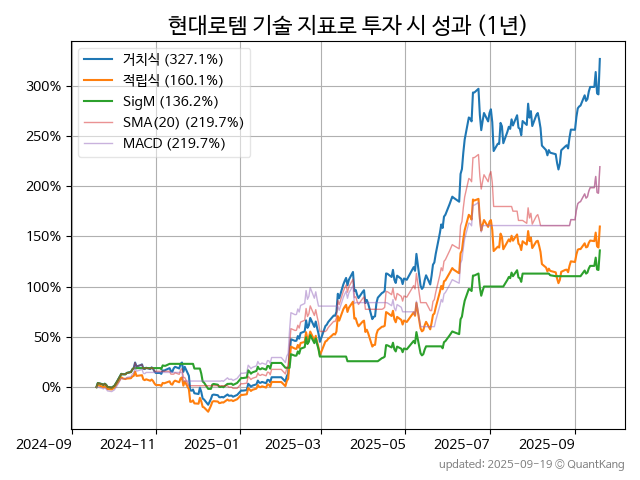 현대로템 기술 지표로 투자 시 성과 (1년)
거치식 (327.1%)
적립식 (160.1%)
SigM (136.2%)
SMA(20) (219.7%)
MACD (219.7%)
300%
250%
200%
150%
100%
50%
0%
2024-09 2024-11 2025-01 2025-03 2025-05 2025-07 2025-09
updated: 2025-09-19 © QuantKang